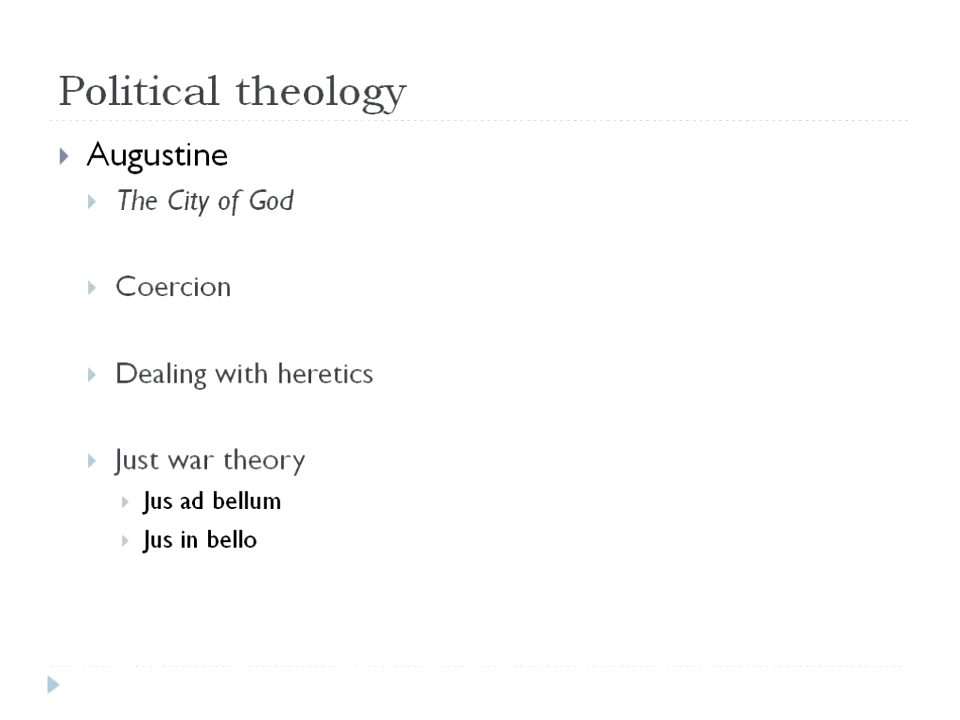 Political theology
Augustine
The City of God
Coercion
Dealing with heretics
Just war theory
Jus ad bellum
Jus in bello